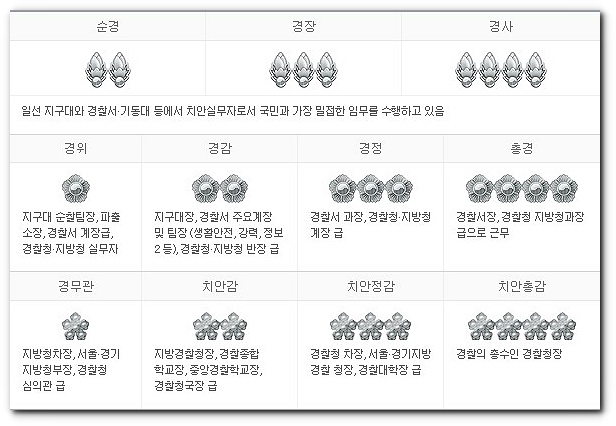 순경 경장 경사
일선 지구대와 경찰서·기동대 등에서 치안실무자로서 국민과 가장 밀접한 임무를 수행하고 있음
경위 경감 경정 총경
지구대 순찰팀장, 파출
소장, 경찰서 계장급,
경찰청·지방청 실무자
지구대장, 경찰서 주요계장
및 팀장 (생활안전, 강력, 정보
2 등), 경찰청·지방청 반장 급
경찰서 과장, 경찰청·지방청
계장 급
경찰서장, 경찰청 지방청과장
급으로 근무
경무관 치안감 치안정감 치안총감
지방청차장, 서울·경기
지방청부장, 경찰청
심의관 급
지방경찰청장, 경찰종합
학교장, 중앙경찰학교장,
경찰청국장 급
경찰청 차장, 서울·경기지방
경찰 청장, 경찰대학장 급
경찰의 총수인 경찰청장